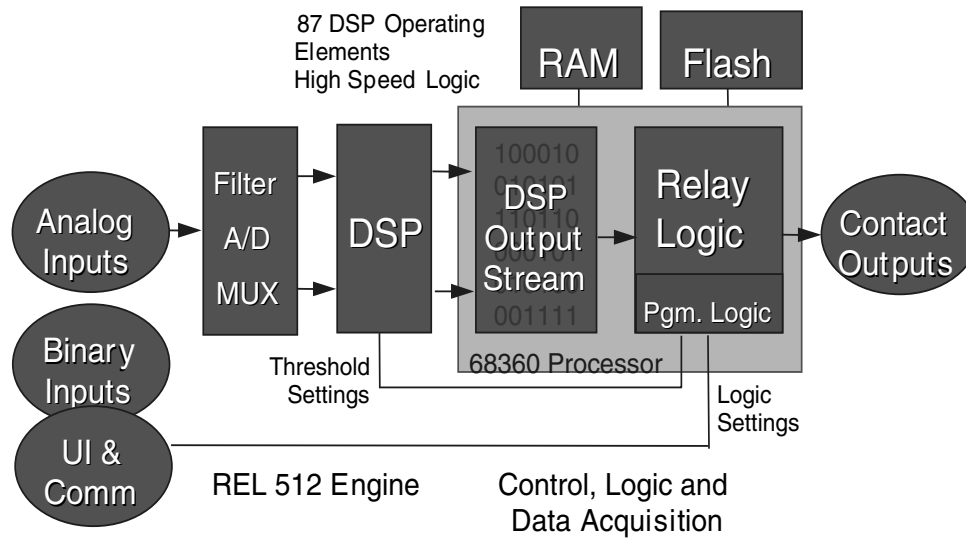 87 DSP Operating
Elements
High Speed Logic
RAM
Flash
Analog
Inputs
Filter
A/D
MUX
DSP
100010
010101
110110
000101
001111
DSP
Output
Stream
Relay
Logic
Pgm. Logic
Contact
Outputs
68360 Processor
Binary
Inputs
Threshold
Settings
Logic
Settings
UI &
Comm
REL 512 Engine
Control, Logic and
Data Acquisition